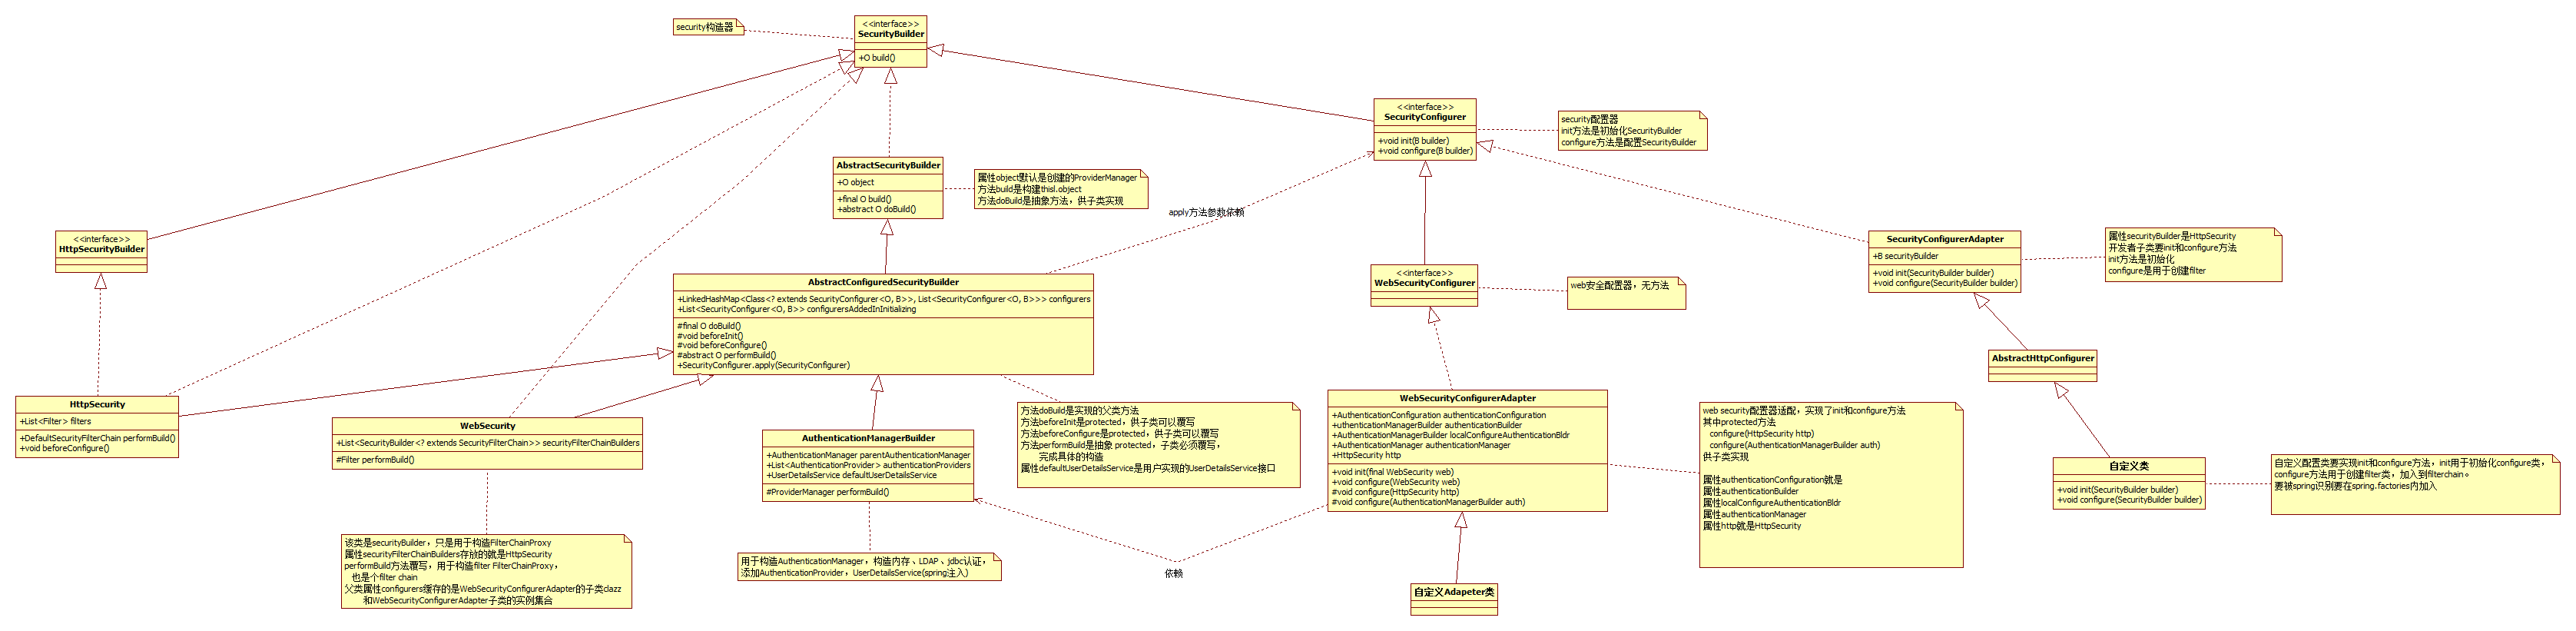 security构造器
<<interface>>
SecurityBuilder
+O build()
<<interface>>
SecurityConfigurer
+void init(B builder)
+void configure(B builder)
security配置器
init方法是初始化SecurityBuilder
configure方法是配置SecurityBuilder
AbstractSecurityBuilder
+O object
+final O build()
+abstract O doBuild()
属性object默认是创建的ProviderManager
方法build是构建thisl.object
方法doBuild是抽象方法，供子类实现
apply方法参数依赖
<<interface>>
HttpSecurityBuilder
SecurityConfigurerAdapter
+B securityBuilder
+void init(SecurityBuilder builder)
+void configure(SecurityBuilder builder)
属性securityBuilder是HttpSecurity
开发者子类要init和configure方法
init方法是初始化
configure是用于创建filter
AbstractConfiguredSecurityBuilder
+LinkedHashMap<Class<? extends SecurityConfigurer<O, B>>, List<SecurityConfigurer<O, B>>> configurers
+List<SecurityConfigurer<O, B>> configurersAddedInInitializing
#final O doBuild()
#void beforeInit()
#void beforeConfigure()
#abstract O performBuild()
+SecurityConfigurer.apply(SecurityConfigurer)
<<interface>>
WebSecurityConfigurer
web安全配置器，无方法
AbstractHttpConfigurer
HttpSecurity
+List<Filter> filters
+DefaultSecurityFilterChain performBuild()
+void beforeConfigure()
WebSecurity
+List<SecurityBuilder<? extends SecurityFilterChain>> securityFilterChainBuilders
#Filter performBuild()
AuthenticationManagerBuilder
+AuthenticationManager parentAuthenticationManager
+List<AuthenticationProvider> authenticationProviders
+UserDetailsService defaultUserDetailsService
#ProviderManager performBuild()
方法doBuild是实现的父类方法
方法beforeInit是protected，供子类可以覆写
方法beforeConfigure是protected，供子类可以覆写
方法performBuild是抽象 protected，子类必须覆写，
完成具体的构造
属性defaultUserDetailsService是用户实现的UserDetailsService接口
WebSecurityConfigurerAdapter
+AuthenticationConfiguration authenticationConfiguration
+uthenticationManagerBuilder authenticationBuilder
+AuthenticationManagerBuilder localConfigureAuthenticationBldr
+AuthenticationManager authenticationManager
+HttpSecurity http
+void init(final WebSecurity web)
+void configure(WebSecurity web)
#void configure(HttpSecurity http)
#void configure(AuthenticationManagerBuilder auth)
web security配置器适配，实现了init和configure方法
其中protected方法
configure(HttpSecurity http)
configure(AuthenticationManagerBuilder auth)
供子类实现
属性authenticationConfiguration就是
属性authenticationBuilder
属性localConfigureAuthenticationBldr
属性authenticationManager
属性http就是HttpSecurity
自定义类
+void init(SecurityBuilder builder)
+void configure(SecurityBuilder builder)
自定义配置类要实现init和configure方法，init用于初始化configure类，
configure方法用于创建filter类，加入到filterchain。
要被spring识别要在spring.factories内加入
该类是securityBuilder，只是用于构造FilterChainProxy
属性securityFilterChainBuilders存放的就是HttpSecurity
performBuild方法覆写，用于构造filter FilterChainProxy，
也是个filter chain
父类属性configurers缓存的是WebSecurityConfigurerAdapter的子类clazz
和WebSecurityConfigurerAdapter子类的实例集合
用于构造AuthenticationManager，构造内存、LDAP、jdbc认证，
添加AuthenticationProvider，UserDetailsService(spring注入)
依赖
自定义Adapeter类